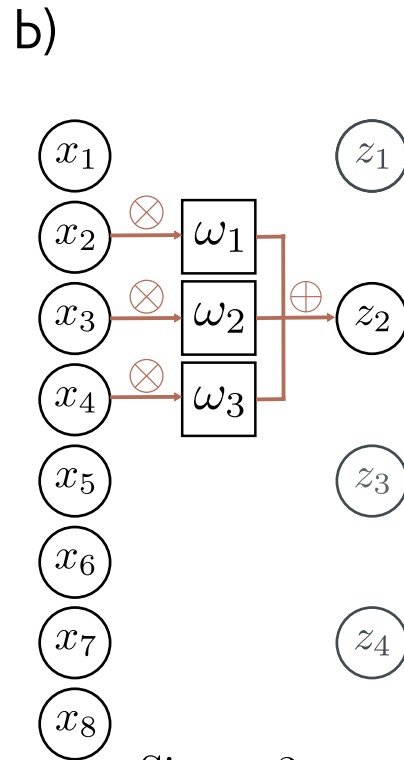 b)
x₁ z₁
x₂ ⊗ ω₁
x₃ ⊗ ω₂ ⊕ z₂
x₄ ⊗ ω₃
x₅ z₃
x₆
x₇ z₄
x₈